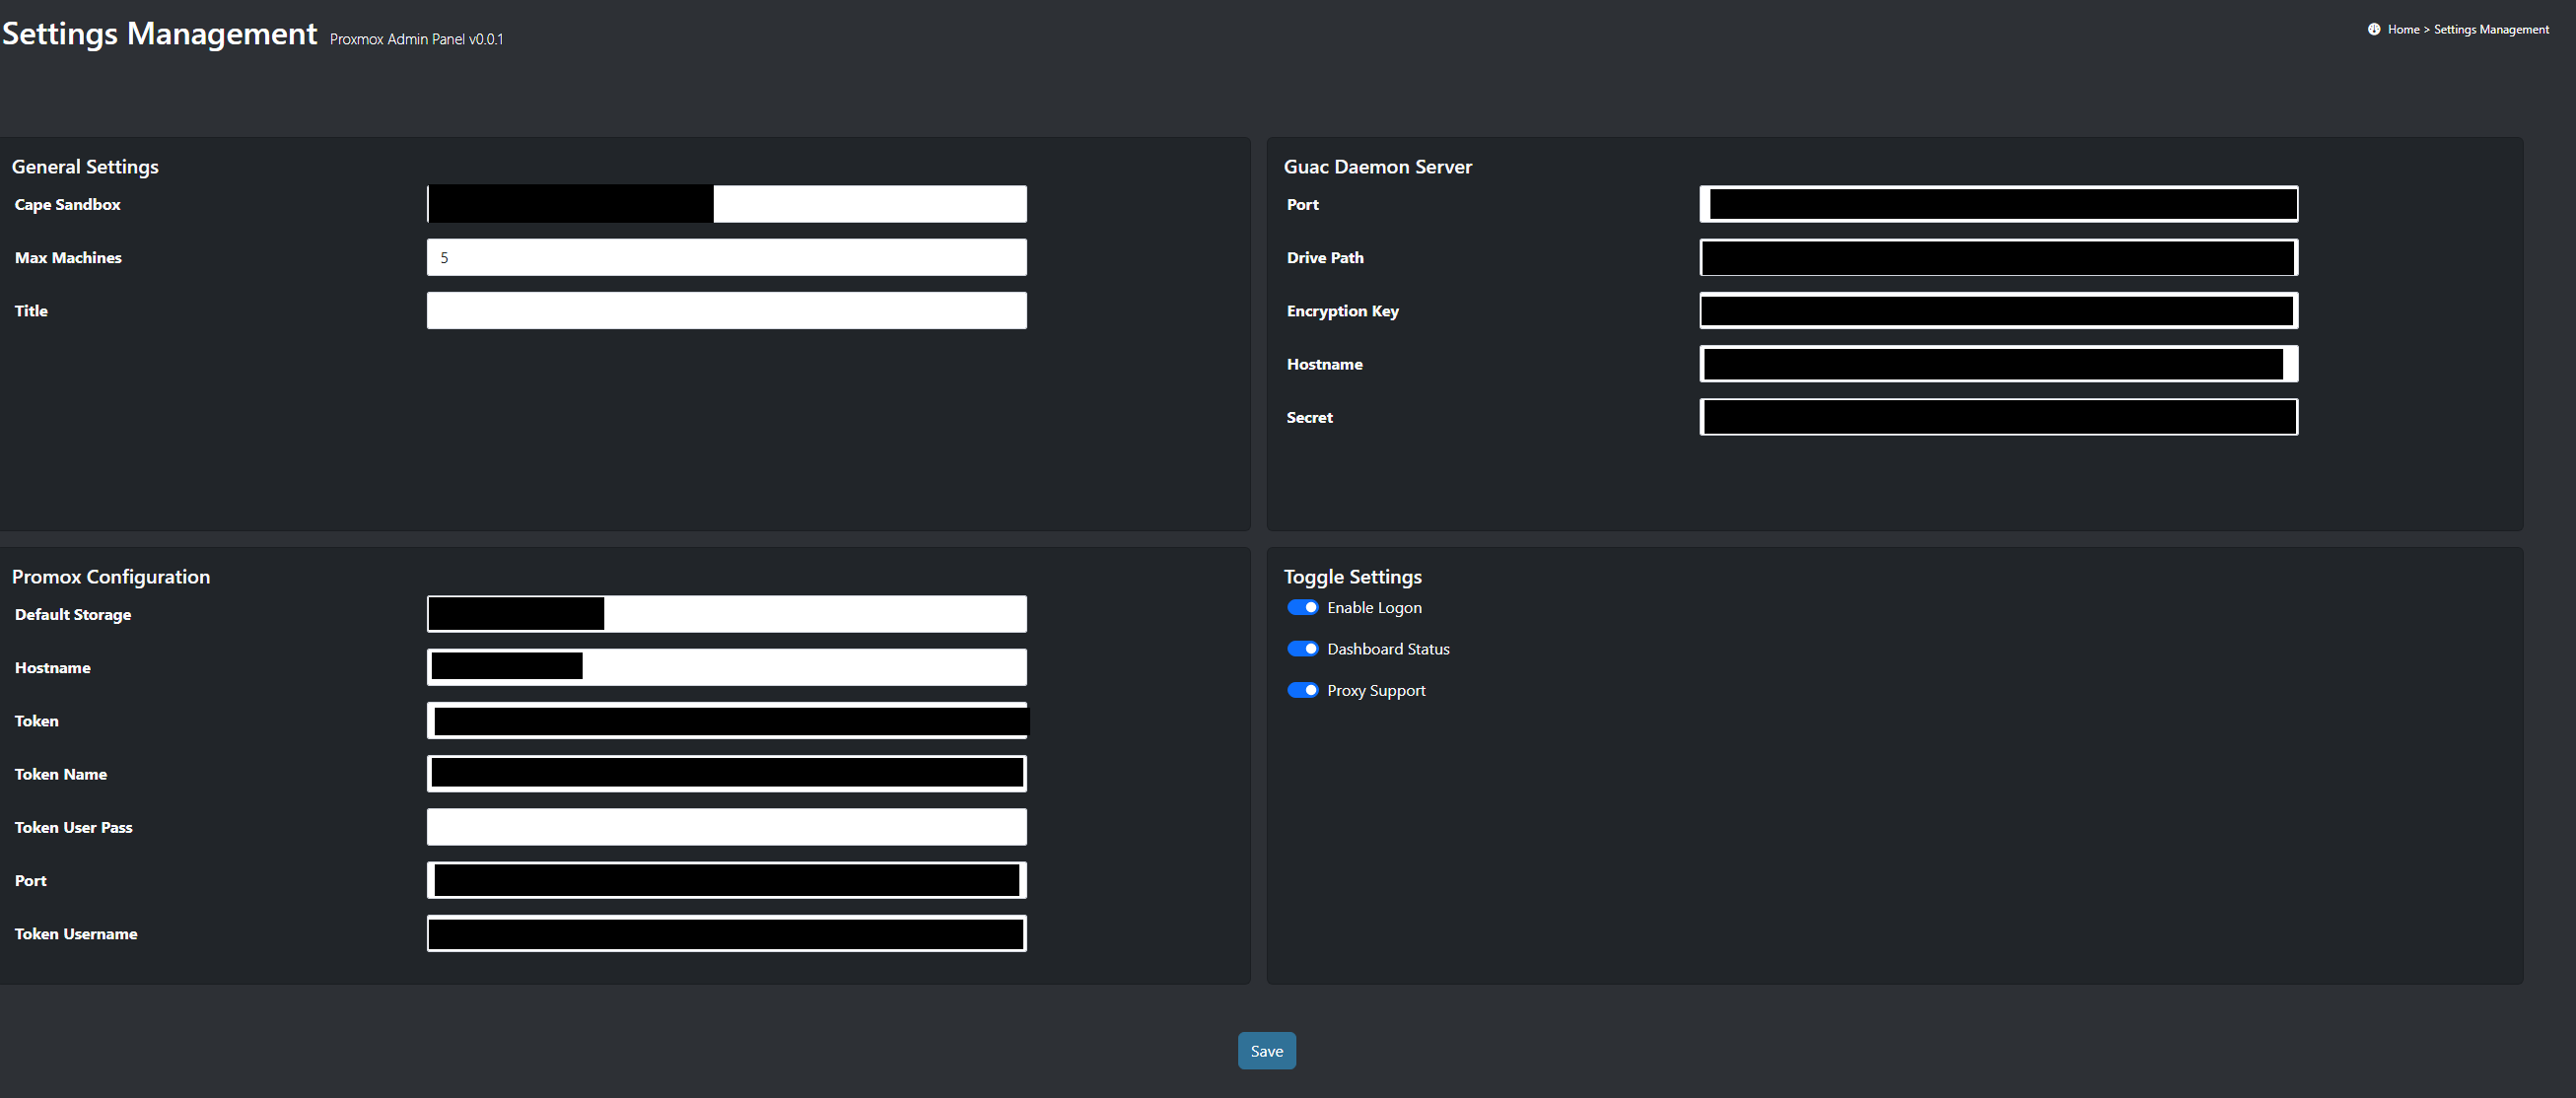 Settings Management Proxmox Admin Panel v0.0.1
Home > Settings Management
General Settings
Cape Sandbox
Max Machines 5
Title
Guac Daemon Server
Port
Drive Path
Encryption Key
Hostname
Secret
Promox Configuration
Default Storage
Hostname
Token
Token Name
Token User Pass
Port
Token Username
Toggle Settings
Enable Logon
Dashboard Status
Proxy Support
Save